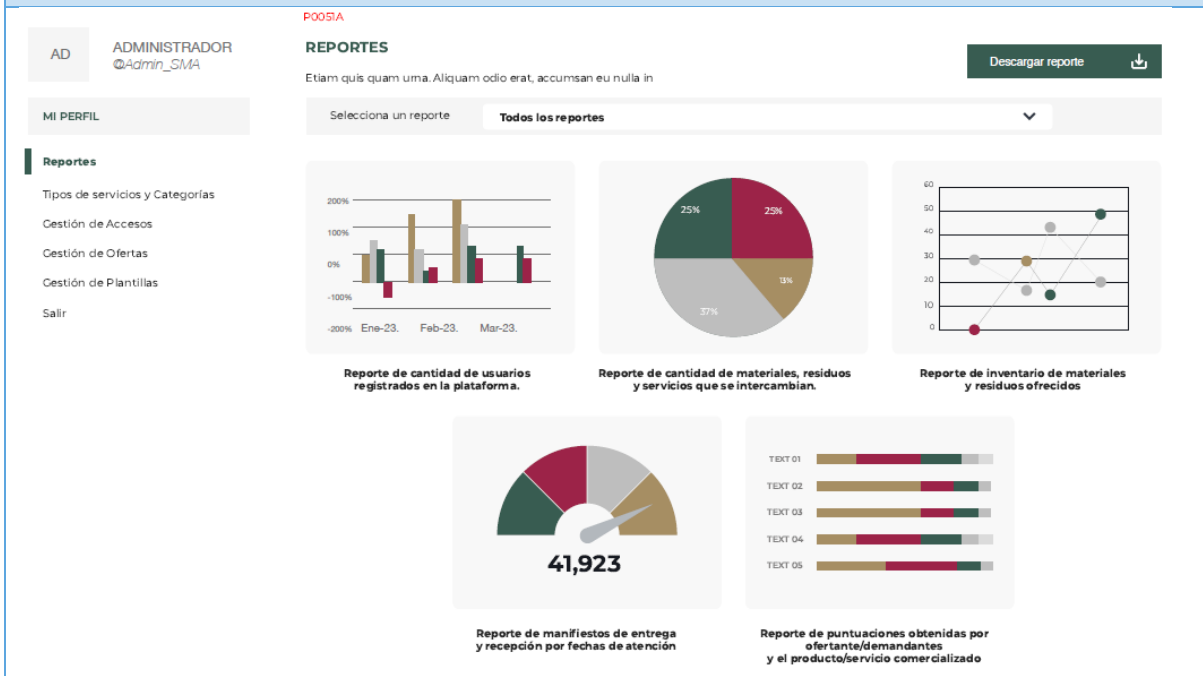 P0051A
AD
ADMINISTRADOR
@Admin_SMA
REPORTES
Etiam quis quam urna. Aliquam odio erat, accumsan eu nulla in
Descargar reporte
MI PERFIL
Selecciona un reporte
Todos los reportes
Reportes
Tipos de servicios y Categorías
Gestión de Accesos
Gestión de Ofertas
Gestión de Plantillas
Salir
200%
100%
0%
-100%
-200%
Ene-23.
Feb-23.
Mar-23.
Reporte de cantidad de usuarios
registrados en la plataforma.
25%
25%
13%
37%
Reporte de cantidad de materiales, residuos
y servicios que se intercambian.
60
50
40
30
20
10
0
Reporte de inventario de materiales
y residuos ofrecidos
41,923
Reporte de manifiestos de entrega
y recepción por fechas de atención
TEXT 01
TEXT 02
TEXT 03
TEXT 04
TEXT 05
Reporte de puntuaciones obtenidas por
ofertante/demandantes
y el producto/servicio comercializado